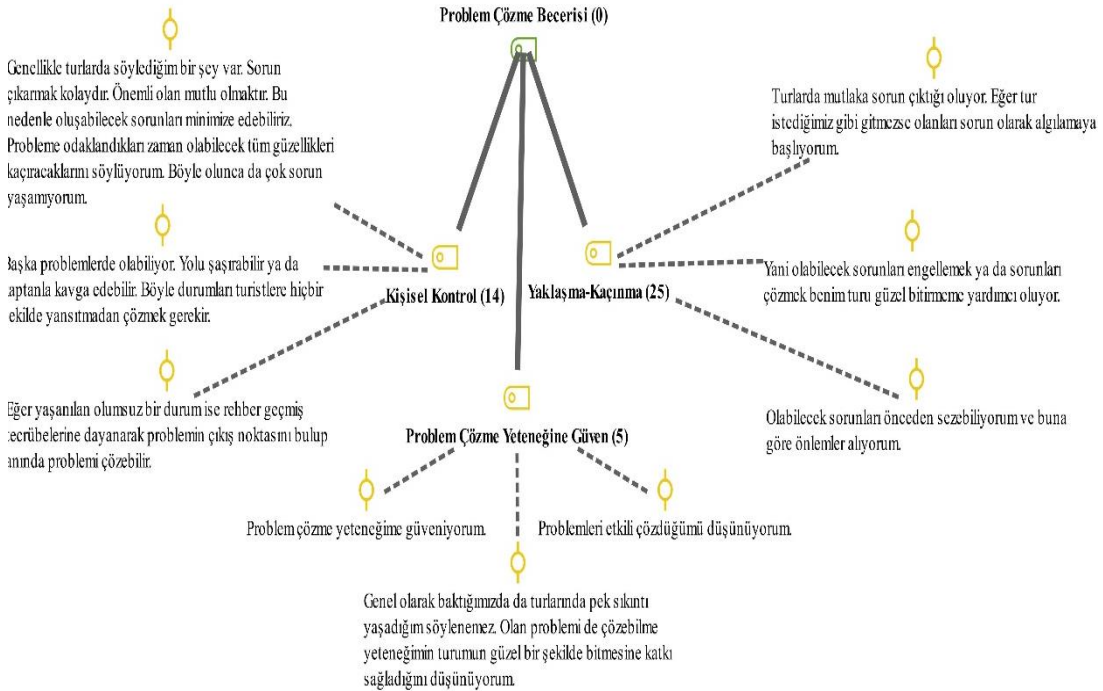 Problem Çözme Becerisi (0)
Genellikle turlarda söylediğim bir şey var. Sorun
çıkarmak kolaydır. Önemli olan mutlu olmaktır. Bu
nedenle oluşabilecek sorunları minimize edebiliriz.
Probleme odaklandıkları zaman olabilecek tüm güzellikleri
kaçıracaklarını söylüyorum. Böyle olunca da çok sorun
yaşamıyorum.
Turlarda mutlaka sorun çıktığı oluyor. Eğer tur
istediğimiz gibi gitmezse olanları sorun olarak algılamaya
başlıyorum.
Başka problemlerde olabiliyor. Yolu şaşırabilir ya da
aptanla kavga edebilir. Böyle durumları turistlere hiçbir
ekilde yansıtmadan çözmek gerekir.
Kişisel Kontrol (14)
Yaklaşma-Kaçınma (25)
Yani olabilecek sorunları engellemek ya da sorunları
çözmek benim turu güzel bitirmeme yardımcı oluyor.
Eğer yaşanılan olumsuz bir durum ise rehber geçmiş
tecrübelerine dayanarak problemin çıkış noktasını bulup
anında problemi çözebilir.
Olabilecek sorunları önceden sezebiliyorum ve buna
göre önlemler alıyorum.
Problem Çözme Yeteneğine Güven (5)
Problem çözme yeteneğime güveniyorum.
Problemleri etkili çözdüğümü düşünüyorum.
Genel olarak baktığımızda da turlarında pek sıkıntı
yaşadığım söylenemez. Olan problemi de çözebilme
yeteneğimin turumun güzel bir şekilde bitmesine katkı
sağladığını düşünüyorum.